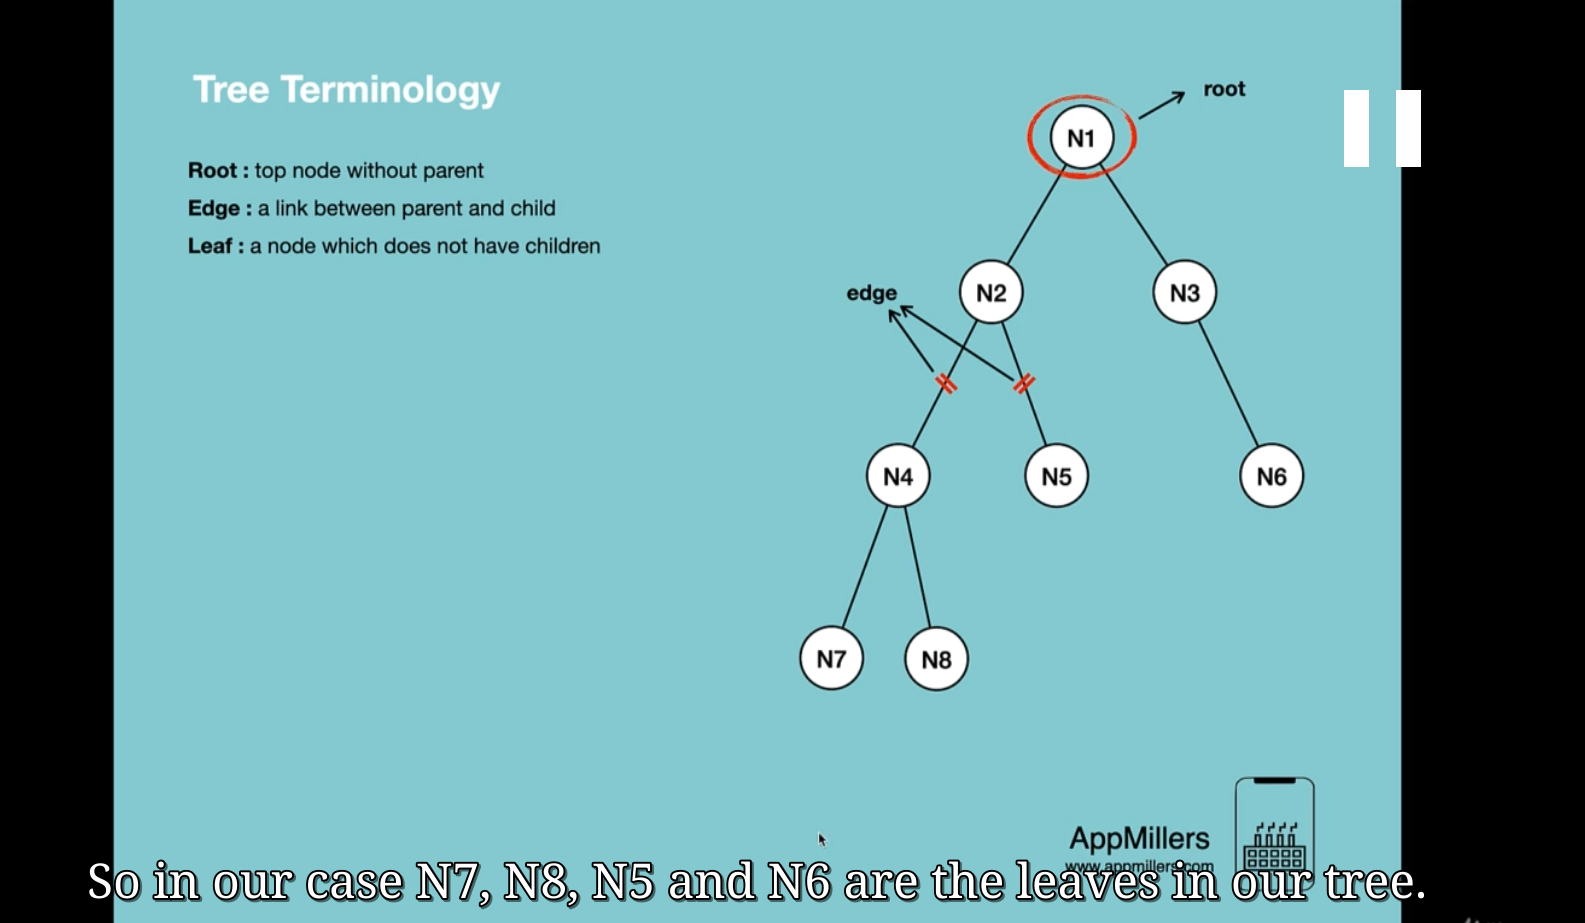 Tree Terminology
Root : top node without parent
Edge : a link between parent and child
Leaf : a node which does not have children
root
N1
edge
N2
N3
N4
N5
N6
N7
N8
AppMillers
www.appmillers.com
So in our case N7, N8, N5 and N6 are the leaves in our tree.